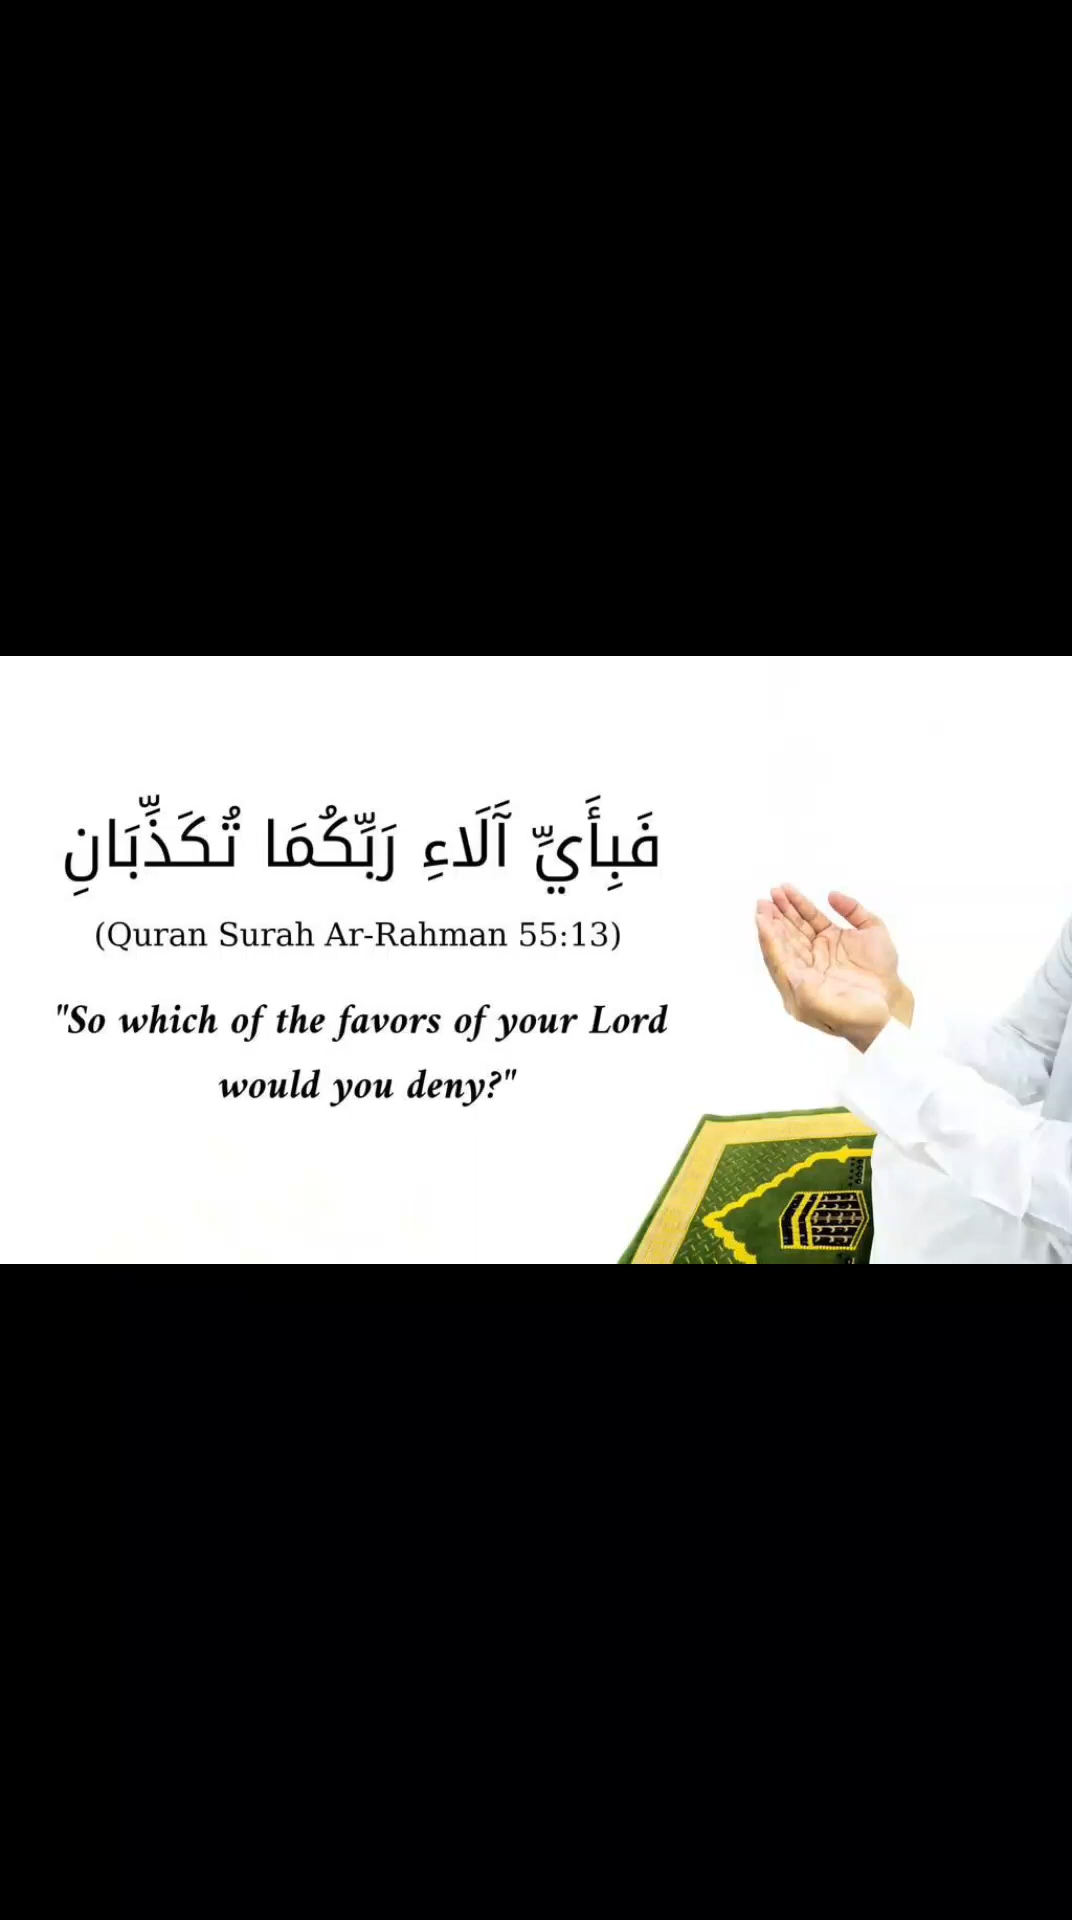 فَبِأَيِّ آَلَاءِ رَبِّكُمَا تُكَذِّبَانِ
(Quran Surah Ar-Rahman 55:13)
"So which of the favors of your Lord
would you deny?"